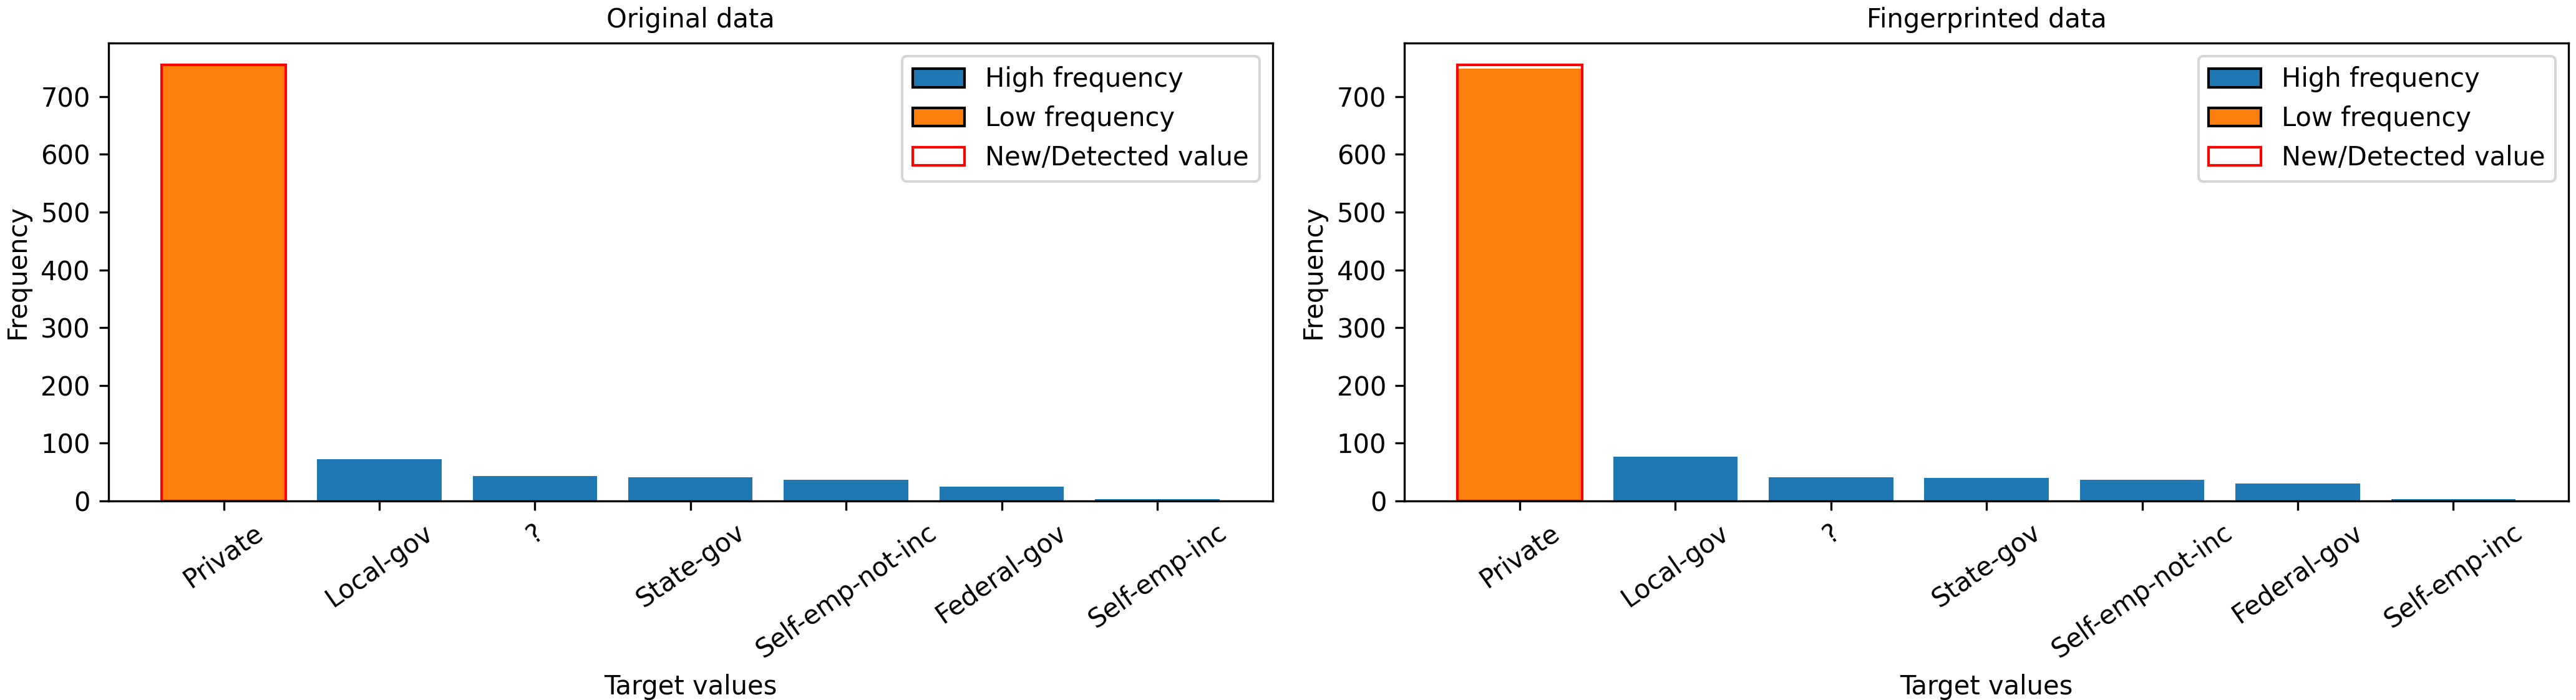 Original data
Frequency
700
600
500
400
300
200
100
0
High frequency
Low frequency
New/Detected value
Private
Local-gov
?
State-gov
Self-emp-not-inc
Federal-gov
Self-emp-inc
Target values
Fingerprinted data
Frequency
700
600
500
400
300
200
100
0
High frequency
Low frequency
New/Detected value
Private
Local-gov
?
State-gov
Self-emp-not-inc
Federal-gov
Self-emp-inc
Target values